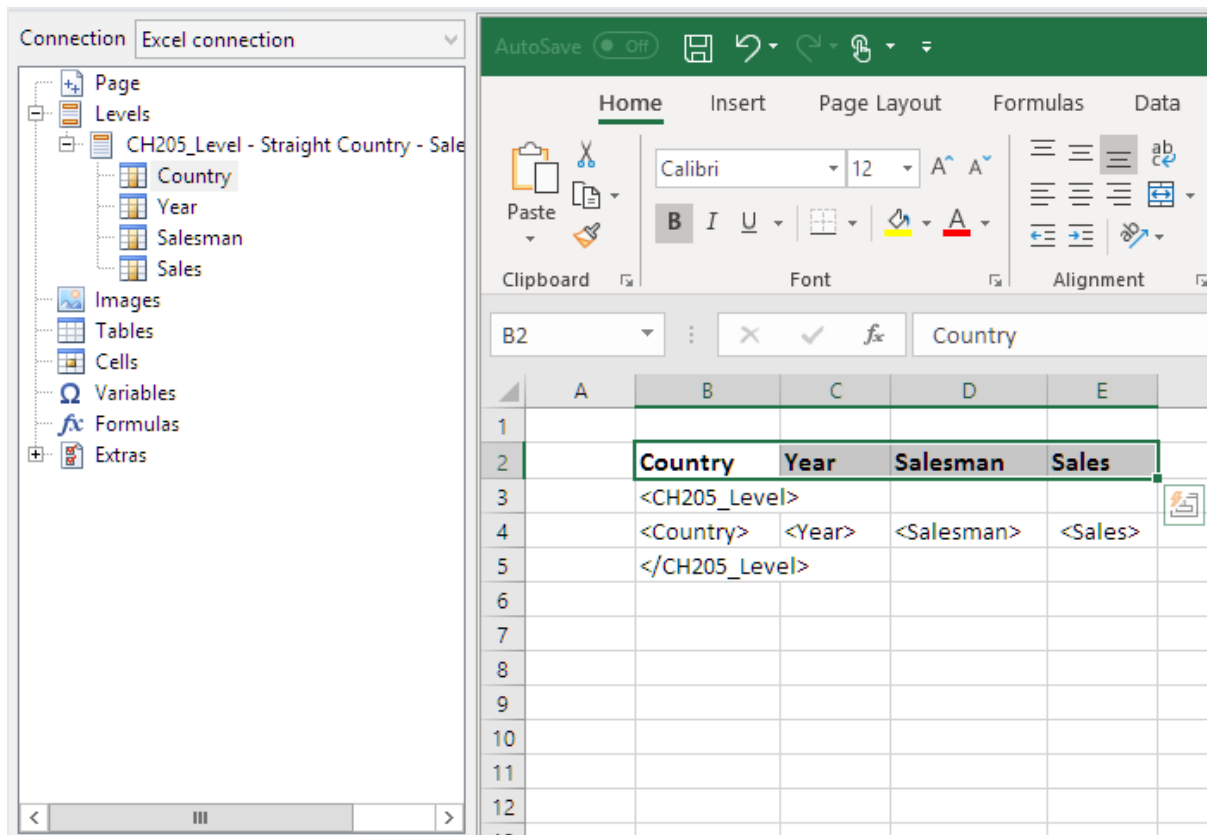 Connection Excel connection
Page
Levels
CH205_Level - Straight Country - Sale
Country
Year
Salesman
Sales
Images
Tables
Cells
Variables
Formulas
Extras
AutoSave Off
Home Insert Page Layout Formulas Data
Calibri 12 A A ab c
Paste
B I U A ab
Clipboard Font Alignment
B2 fx Country
A B C D E
1
2 Country Year Salesman Sales
3 <CH205_Level>
4 <Country> <Year> <Salesman> <Sales>
5 </CH205_Level>
6
7
8
9
10
11
12